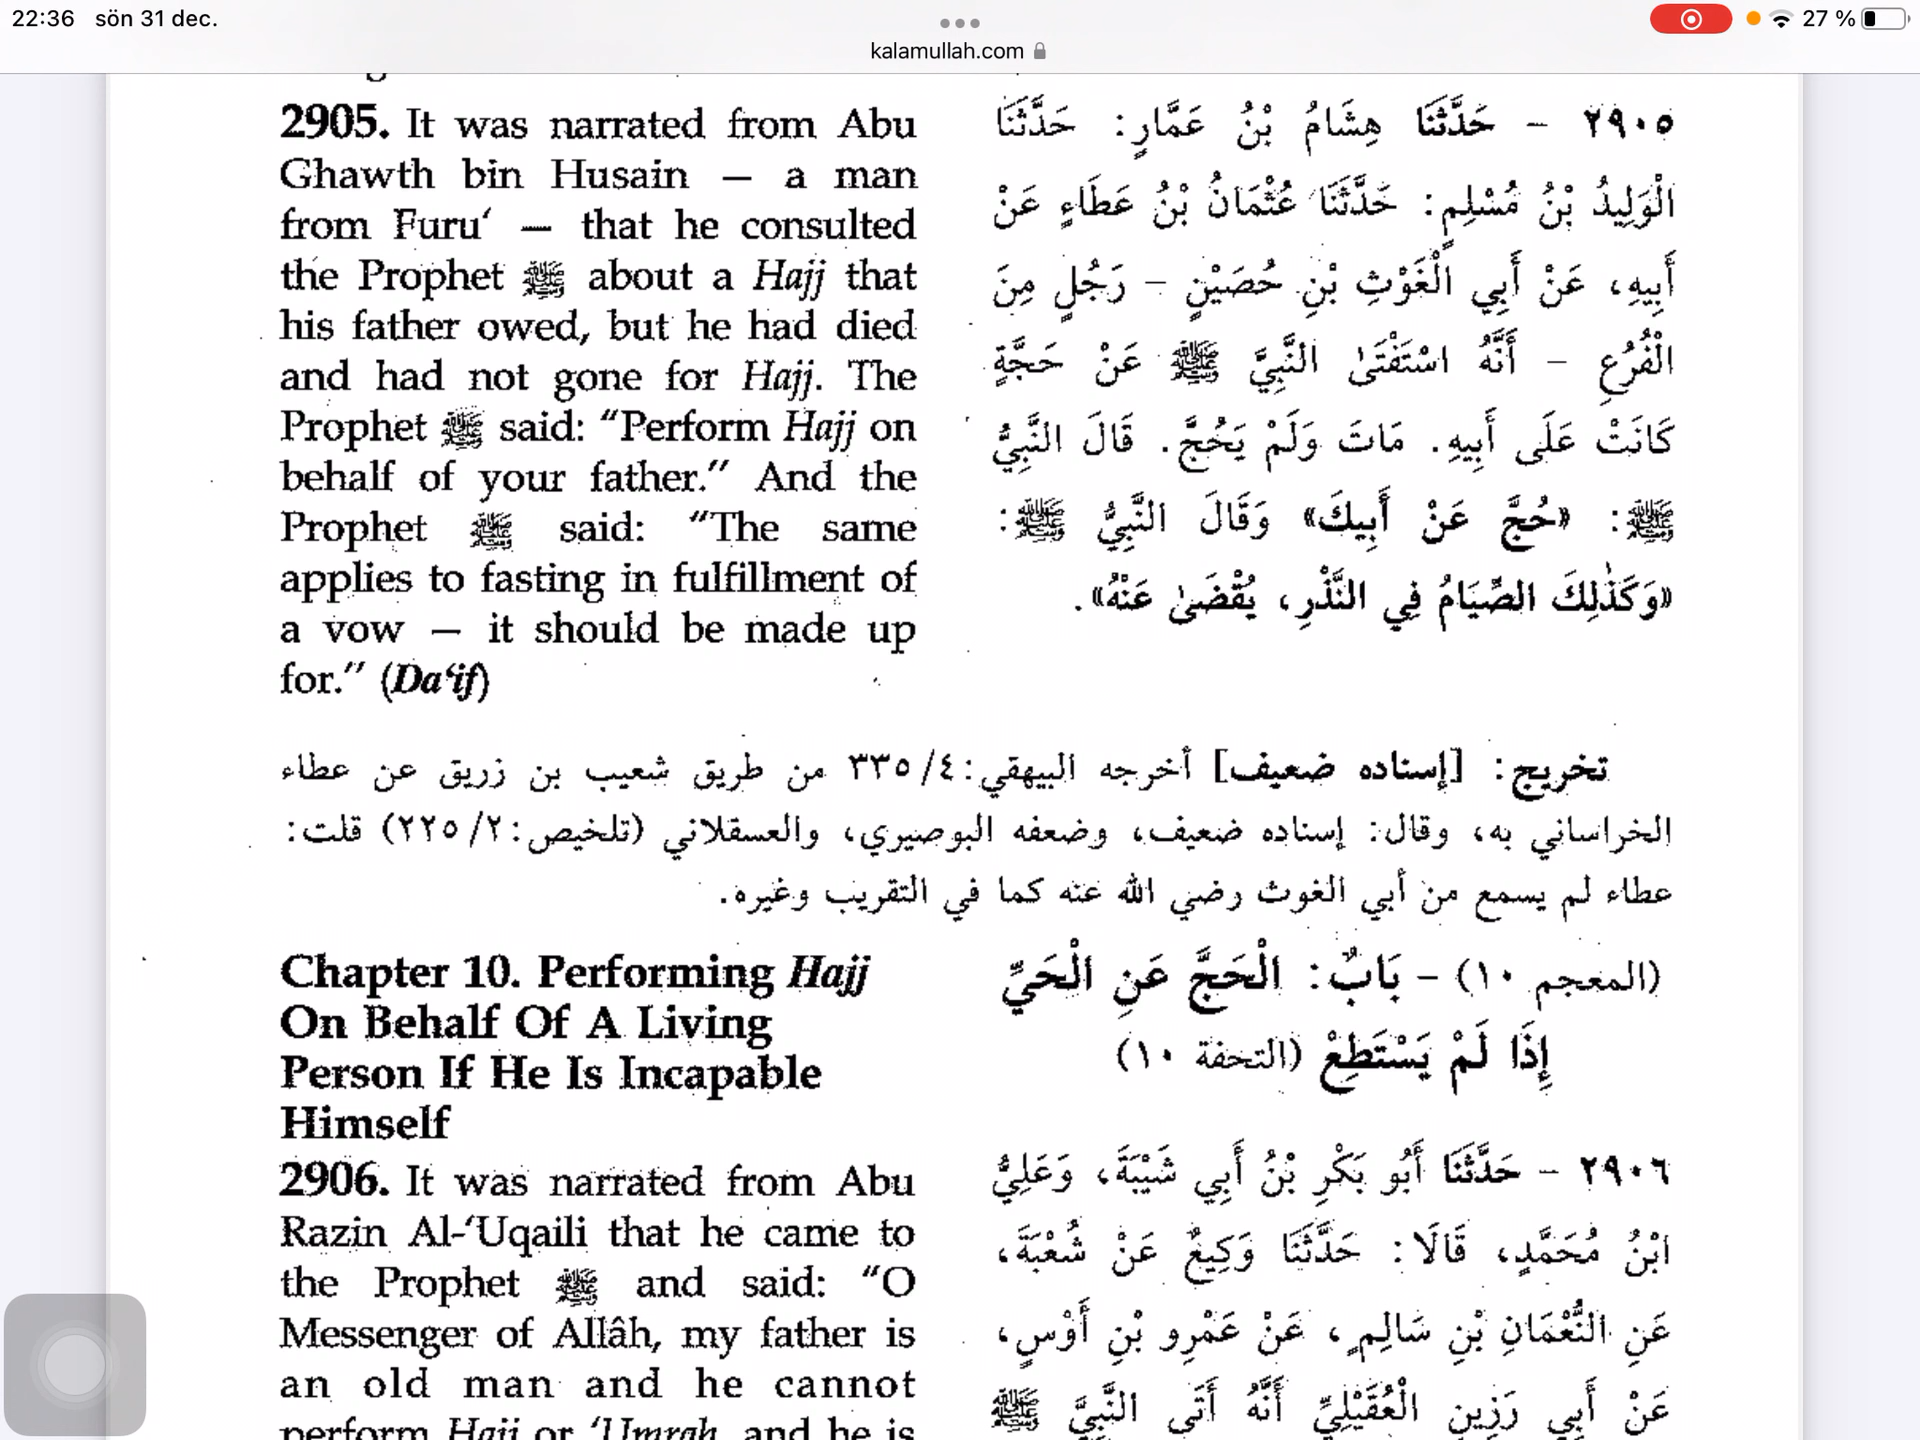 22:36 sön 31 dec.
kalamullah.com
27 %
2905. It was narrated from Abu
Ghawth bin Husain — a man
from Furu‘ — that he consulted
the Prophet ﷺ about a Hajj that
his father owed, but he had died
and had not gone for Hajj. The
Prophet ﷺ said: “Perform Hajj on
behalf of your father.” And the
Prophet ﷺ said: “The same
applies to fasting in fulfillment of
a vow — it should be made up
for.” (Da‘if)
٢٩٠٥ - حَدَّثَنَا هِشَامُ بْنُ عَمَّارٍ: حَدَّثَنَا
الْوَلِيدُ بْنُ مُسْلِمٍ: حَدَّثَنَا عُثْمَانُ بْنُ عَطَاءٍ عَنْ
أَبِيهِ، عَنْ أَبِي الْغَوْثِ بْنِ حُصَيْنٍ - رَجُلٍ مِنَ
الْفُرُعِ - أَنَّهُ اسْتَفْتَىٰ النَّبِيَّ ﷺ عَنْ حَجَّةٍ
كَانَتْ عَلَى أَبِيهِ. مَاتَ وَلَمْ يَحُجَّ. قَالَ النَّبِيُّ
ﷺ: «حُجَّ عَنْ أَبِيكَ» وَقَالَ النَّبِيُّ ﷺ:
«وَكَذٰلِكَ الصِّيَامُ فِي النَّذْرِ، يُقْضَىٰ عَنْهُ».
تخريج: [إسناده ضعيف] أخرجه البيهقي: ٤/ ٣٣٥ من طريق شعيب بن زريق عن عطاء
الخراساني به، وقال: إسناده ضعيف، وضعفه البوصيري، والعسقلاني (تلخيص: ٢/ ٢٢٥) قلت:
عطاء لم يسمع من أبي الغوث رضي الله عنه كما في التقريب وغيره.
Chapter 10. Performing Hajj
On Behalf Of A Living
Person If He Is Incapable
Himself
(المعجم ١٠) - بَابٌ: الْحَجَّ عَنِ الْحَيِّ
إِذَا لَمْ يَسْتَطِعْ (التحفة ١٠)
2906. It was narrated from Abu
Razin Al-‘Uqaili that he came to
the Prophet ﷺ and said: “O
Messenger of Allâh, my father is
an old man and he cannot
perform Hajj or ‘Umrah, and he is
٢٩٠٦ - حَدَّثَنَا أَبُو بَكْرِ بْنُ أَبِي شَيْبَةَ، وَعَلِيُّ
ابْنُ مُحَمَّدٍ، قَالَا: حَدَّثَنَا وَكِيعٌ عَنْ شُعْبَةَ،
عَنِ النُّعْمَانِ بْنِ سَالِمٍ، عَنْ عَمْرِو بْنِ أَوْسٍ،
عَنْ أَبِي رَزِينٍ الْعُقَيْلِيِّ أَنَّهُ أَتَى النَّبِيَّ ﷺ